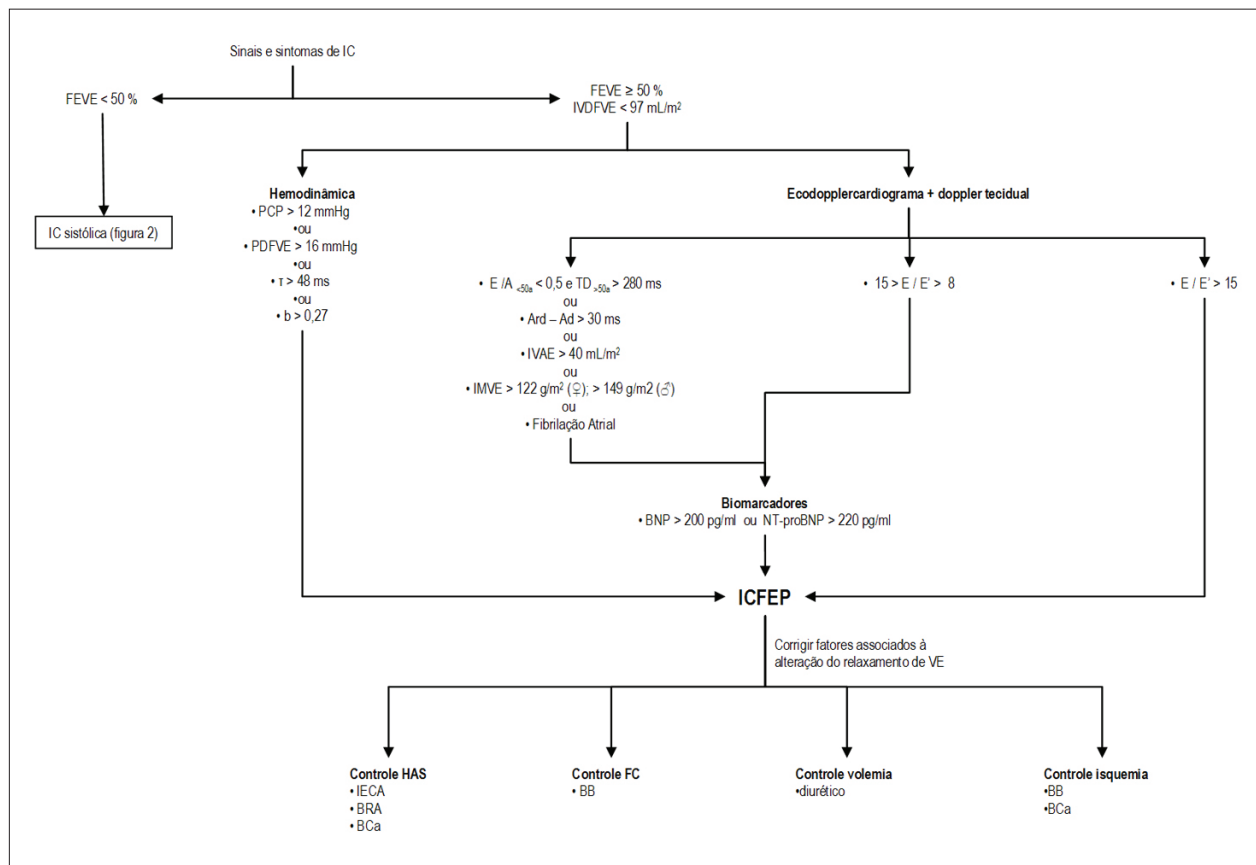 Sinais e sintomas de IC
FEVE < 50 %
FEVE ≥ 50 %
IVDFVE < 97 mL/m²
Hemodinâmica
• PCP > 12 mmHg
•ou
• PDFVE > 16 mmHg
•ou
• τ > 48 ms
•ou
• b > 0,27
Ecodopplercardiograma + doppler tecidual
IC sistólica (figura 2)
• E /A <50a < 0,5 e TD >50a > 280 ms
ou
• Ard – Ad > 30 ms
ou
• IVAE > 40 mL/m²
ou
• IMVE > 122 g/m² (♀); > 149 g/m2 (♂)
ou
• Fibrilação Atrial
• 15 > E / E' > 8
• E / E' > 15
Biomarcadores
• BNP > 200 pg/ml ou NT-proBNP > 220 pg/ml
ICFEP
Corrigir fatores associados à
alteração do relaxamento de VE
Controle HAS
•IECA
• BRA
• BCa
Controle FC
• BB
Controle volemia
•diurético
Controle isquemia
•BB
•BCa